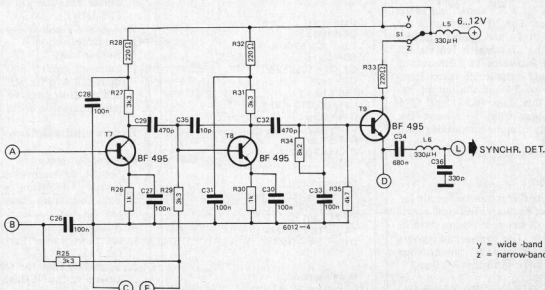 y
S1
z
L5
330µH
6...12V
+
R28
220Ω
R32
220Ω
R33
220Ω
C28
100n
R27
3k3
R31
3k3
C29
470p
C35
10p
C32
470p
T9
BF 495
R34
8k2
T7
BF 495
T8
BF 495
C34
680n
L6
330µH
L
SYNCHR. DET.
C36
330p
A
D
R26
1k
C27
100n
R29
3k3
C31
100n
R30
1k
C30
100n
C33
100n
R35
4k7
B
C26
100n
6012-4
R25
3k3
C
E
y = wide -band
z = narrow-band